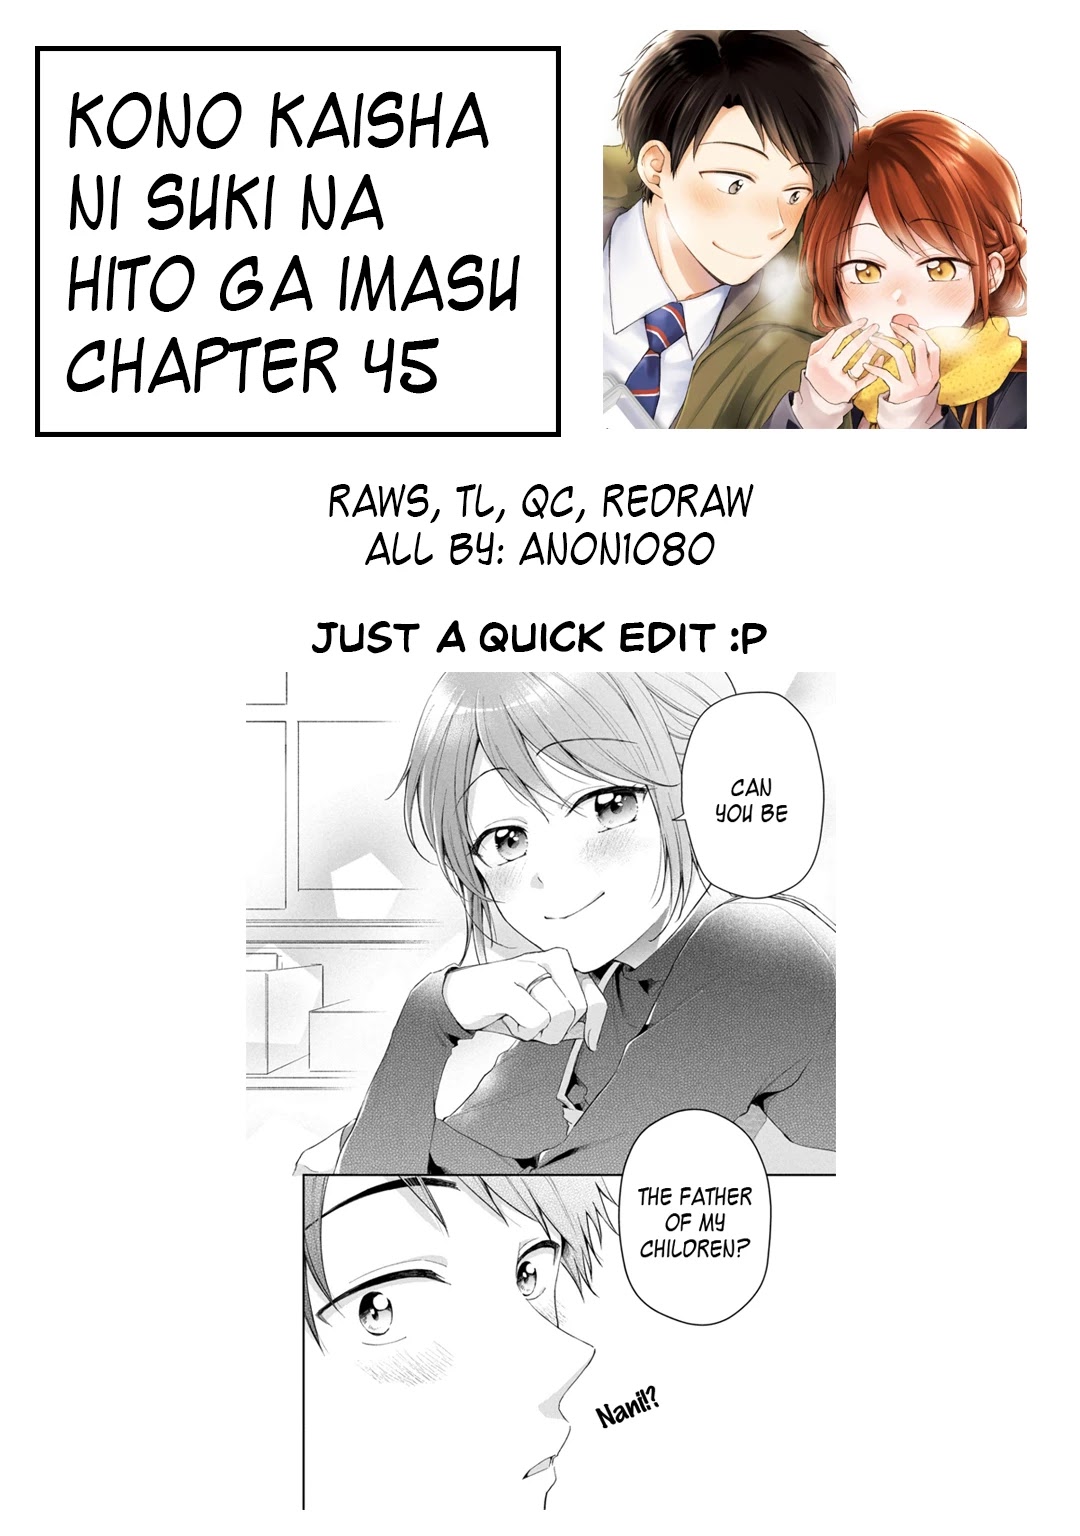 KONO KAISHA
NI SUKI NA
HITO GA IMASU
CHAPTER 45
RAWS, TL, QC, REDRAW
ALL BY: ANON1080
JUST A QUICK EDIT :P
CAN
YOU BE
THE FATHER
OF MY
CHILDREN?
Nani!?